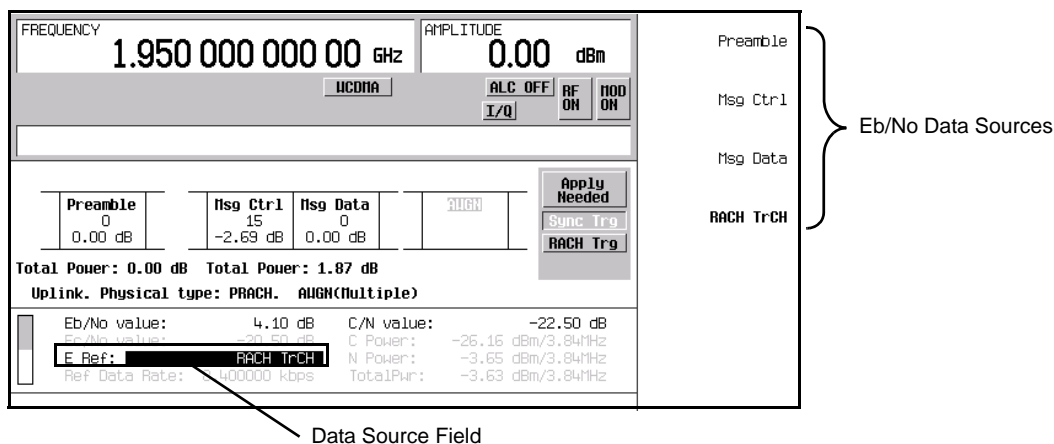 FREQUENCY
1.950 000 000 00 GHz
AMPLITUDE
0.00 dBm
WCDMA
ALC OFF
I/Q
RF ON
MOD ON
Preamble
0
0.00 dB
Msg Ctrl
15
-2.69 dB
Msg Data
0
0.00 dB
AWGN
Apply Needed
Sync Trg
RACH Trg
Total Power: 0.00 dB Total Power: 1.87 dB
Uplink. Physical type: PRACH. AWGN(Multiple)
Eb/No value: 4.10 dB C/N value: -22.50 dB
Ec/No value: -20.50 dB C Power: -26.16 dBm/3.84MHz
E Ref: RACH TrCH N Power: -3.65 dBm/3.84MHz
Ref Data Rate: .400000 kbps TotalPwr: -3.63 dBm/3.84MHz
Preamble
Msg Ctrl
Msg Data
RACH TrCH
Eb/No Data Sources
Data Source Field